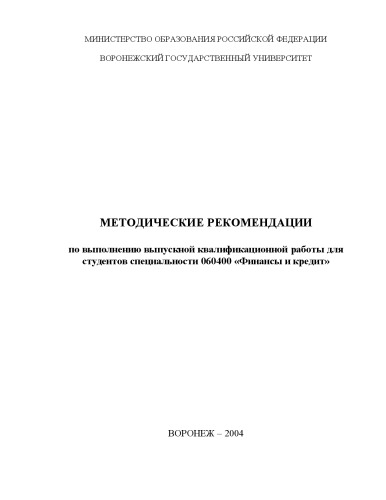 МИНИСТЕРСТВО ОБРАЗОВАНИЯ РОССИЙСКОЙ ФЕДЕРАЦИИ
ВОРОНЕЖСКИЙ ГОСУДАРСТВЕННЫЙ УНИВЕРСИТЕТ
МЕТОДИЧЕСКИЕ РЕКОМЕНДАЦИИ
по выполнению выпускной квалификационной работы для
студентов специальности 060400 «Финансы и кредит»
ВОРОНЕЖ – 2004